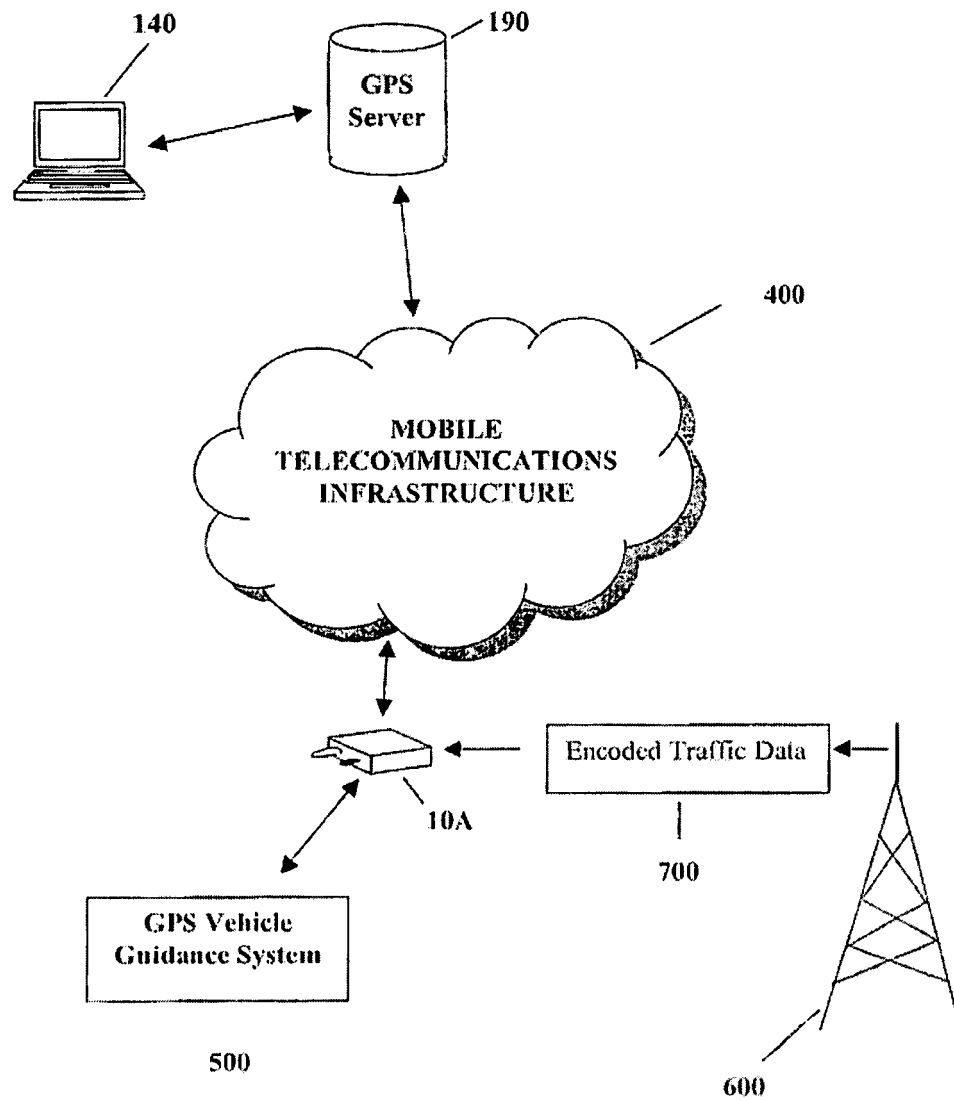 140
190
GPS
Server
400
MOBILE
TELECOMMUNICATIONS
INFRASTRUCTURE
Encoded Traffic Data
10A
700
GPS Vehicle
Guidance System
500
600